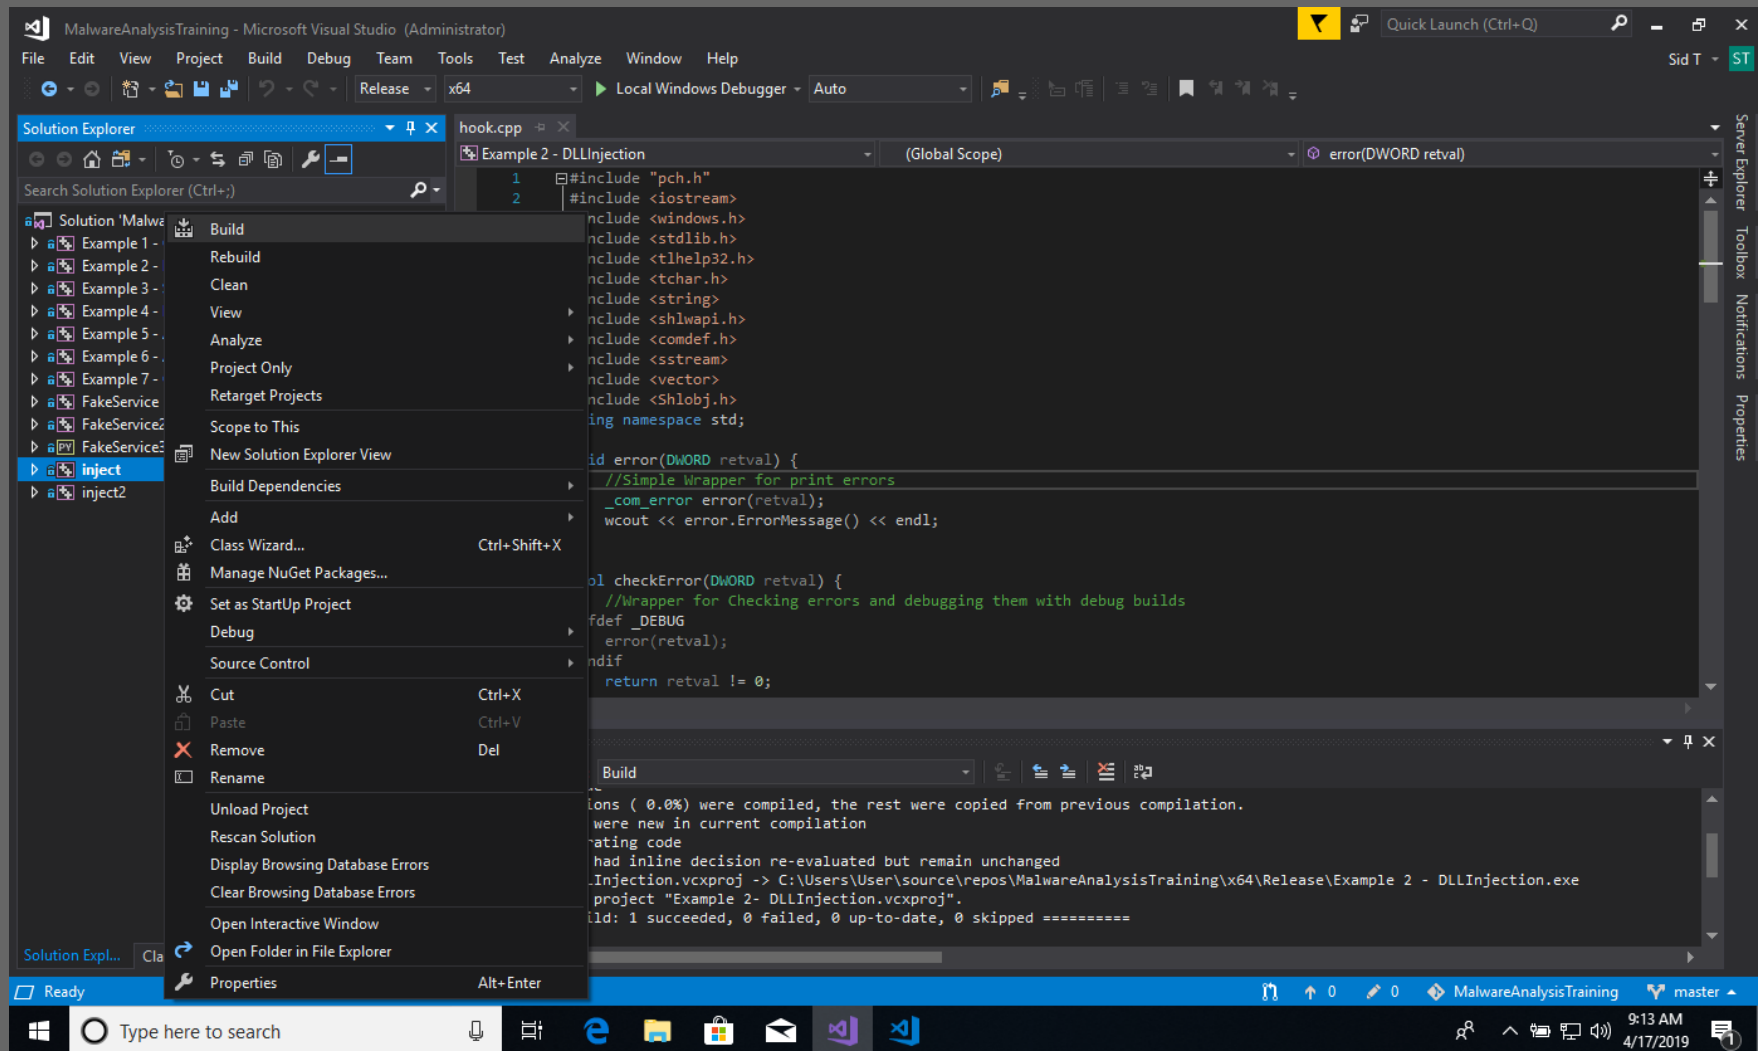 MalwareAnalysisTraining - Microsoft Visual Studio (Administrator)
Quick Launch (Ctrl+Q)
File Edit View Project Build Debug Team Tools Test Analyze Window Help
Sid T ST
Release x64 Local Windows Debugger Auto
Solution Explorer
Search Solution Explorer (Ctrl+;)
Solution 'Malwa
Example 1 -
Example 2 -
Example 3 -
Example 4 -
Example 5 -
Example 6 -
Example 7 -
FakeService
FakeService2
PY FakeService3
inject
inject2
Solution Expl... Cla
Build
Rebuild
Clean
View
Analyze
Project Only
Retarget Projects
Scope to This
New Solution Explorer View
Build Dependencies
Add
Class Wizard... Ctrl+Shift+X
Manage NuGet Packages...
Set as StartUp Project
Debug
Source Control
Cut Ctrl+X
Paste Ctrl+V
Remove Del
Rename
Unload Project
Rescan Solution
Display Browsing Database Errors
Clear Browsing Database Errors
Open Interactive Window
Open Folder in File Explorer
Properties Alt+Enter
hook.cpp
Example 2 - DLLInjection (Global Scope) error(DWORD retval)
1 #include "pch.h"
2 #include <iostream>
nclude <windows.h>
nclude <stdlib.h>
nclude <tlhelp32.h>
nclude <tchar.h>
nclude <string>
nclude <shlwapi.h>
nclude <comdef.h>
nclude <sstream>
nclude <vector>
nclude <Shlobj.h>
ing namespace std;
id error(DWORD retval) {
//Simple Wrapper for print errors
_com_error error(retval);
wcout << error.ErrorMessage() << endl;
ol checkError(DWORD retval) {
//Wrapper for Checking errors and debugging them with debug builds
fdef _DEBUG
error(retval);
ndif
return retval != 0;
Build
ions ( 0.0%) were compiled, the rest were copied from previous compilation.
were new in current compilation
rating code
had inline decision re-evaluated but remain unchanged
LInjection.vcxproj -> C:\Users\User\source\repos\MalwareAnalysisTraining\x64\Release\Example 2 - DLLInjection.exe
project "Example 2- DLLInjection.vcxproj".
ild: 1 succeeded, 0 failed, 0 up-to-date, 0 skipped ==========
Server Explorer
Toolbox
Notifications
Properties
Ready
0 0 MalwareAnalysisTraining master
Type here to search
9:13 AM
4/17/2019
1